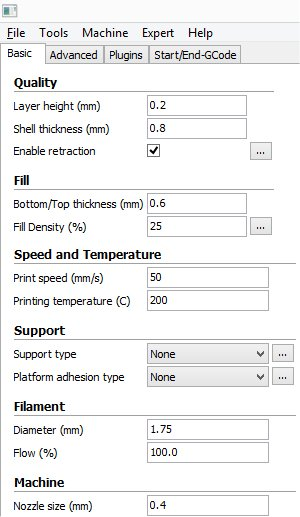 File Tools Machine Expert Help
Basic Advanced Plugins Start/End-GCode
Quality
Layer height (mm) 0.2
Shell thickness (mm) 0.8
Enable retraction ...
Fill
Bottom/Top thickness (mm) 0.6
Fill Density (%) 25 ...
Speed and Temperature
Print speed (mm/s) 50
Printing temperature (C) 200
Support
Support type None ...
Platform adhesion type None ...
Filament
Diameter (mm) 1.75
Flow (%) 100.0
Machine
Nozzle size (mm) 0.4